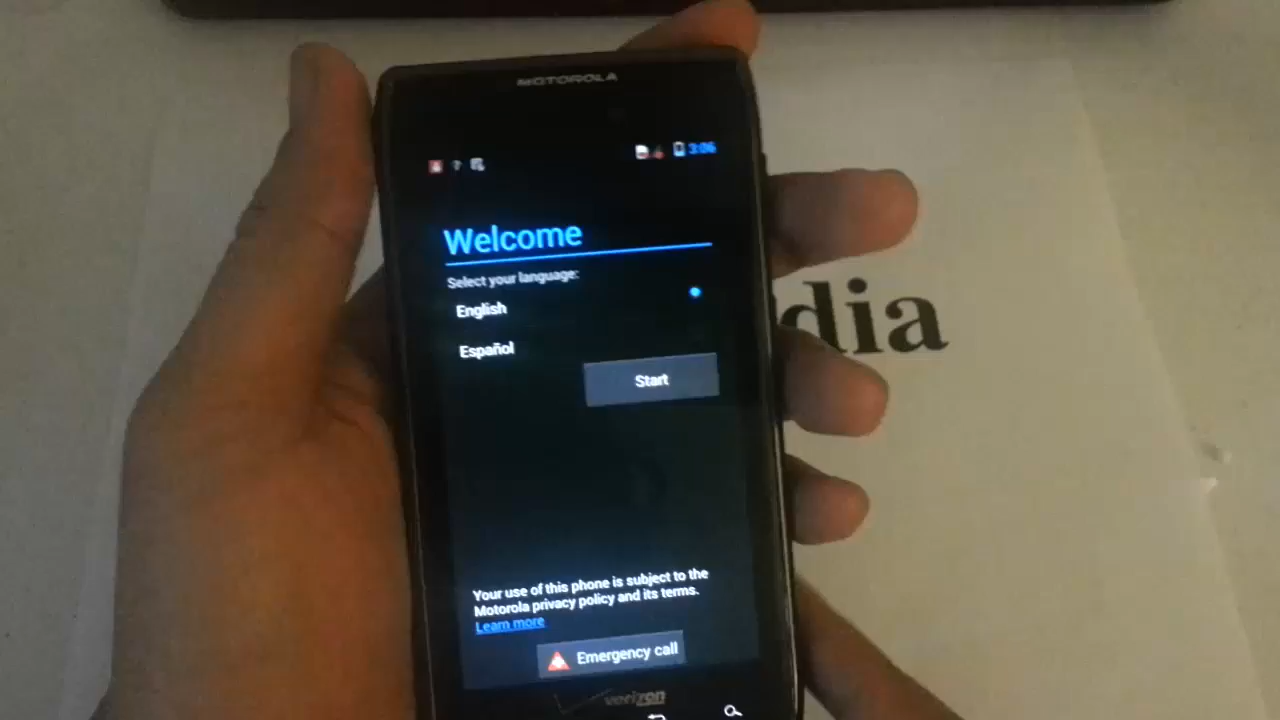 MOTOROLA
3:06
Welcome
Select your language:
English
Español
Start
dia
Your use of this phone is subject to the
Motorola privacy policy and its terms.
Learn more
Emergency call
verizon